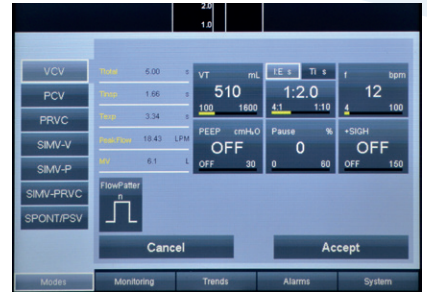 2.0
1.0
VCV
PCV
PRVC
SIMV-V
SIMV-P
SIMV-PRVC
SPONT/PSV
Ttotal 5.00 s
Tinsp 1.66 s
Texp 3.34 s
PeakFlow 18.43 LPM
MV 6.1 L
VT mL
510
100 1600
I:E s Ti s
1:2.0
4:1 1:10
f bpm
12
4 100
PEEP cmH₂O
OFF
OFF 30
Pause %
0
0 60
+SIGH
OFF
OFF 150
FlowPatter
n
Cancel
Accept
Modes
Monitoring
Trends
Alarms
System